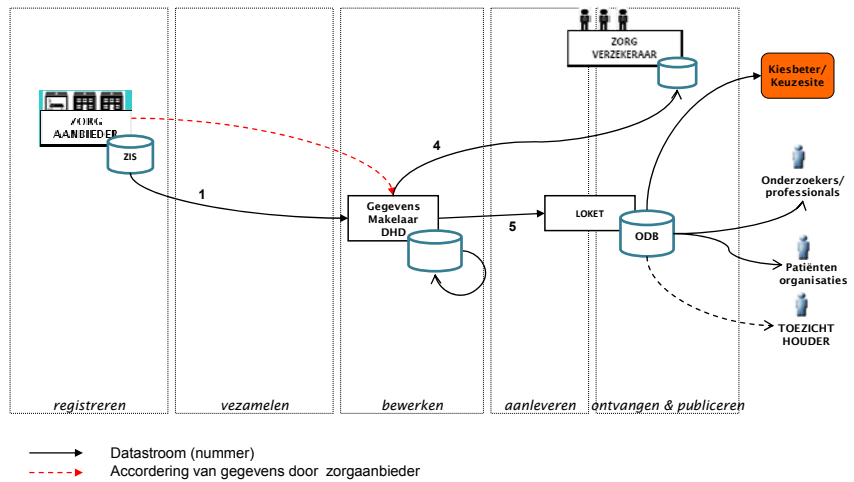 ZORG
VERZEKERAAR
Kiesbeter/
Keuzesite
ZORG
AANBIEDER
ZIS
4
1
Gegevens
Makelaar
DHD
5
LOKET
ODB
Onderzoekers/
professionals
Patiënten
organisaties
TOEZICHT
HOUDER
registreren
vezamelen
bewerken
aanleveren
ontvangen & publiceren
Datastroom (nummer)
Accordering van gegevens door zorgaanbieder